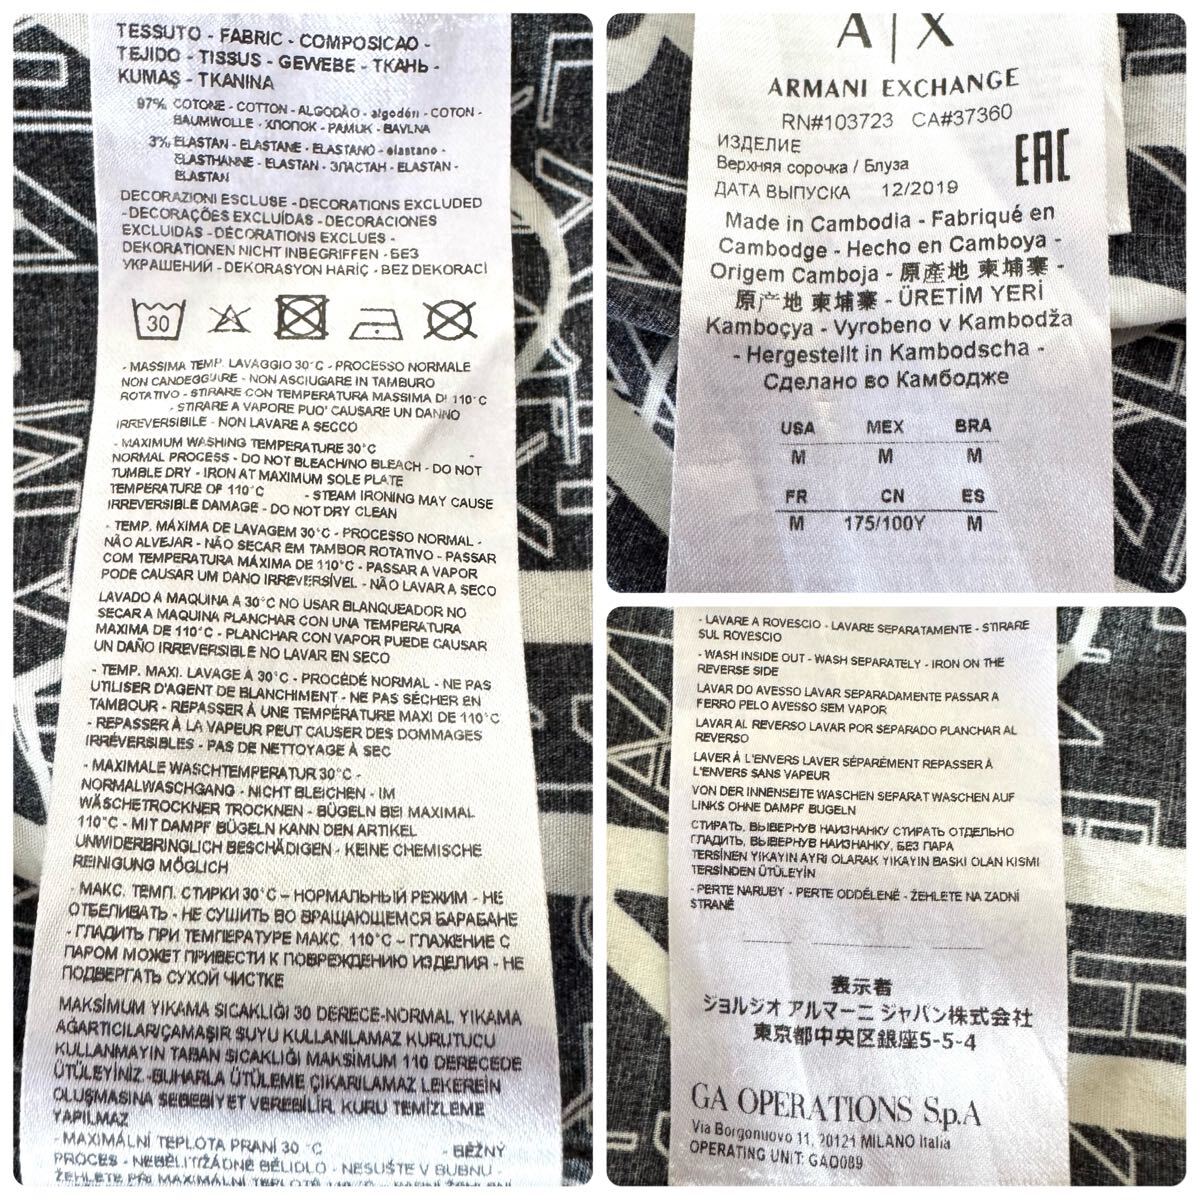 TESSUTO - FABRIC - COMPOSICAO -
TEJIDO - TISSUS - GEWEBE - ТКАНЬ -
KUMAŞ - TKANINA
97% COTONE - COTTON - ALGODÃO - algodón - COTON -
BAUMWOLLE - ХЛОПОК - PAMUK - BAVLNA
3% ELASTAN - ELASTANE - ELASTANO - elastano -
ELASTHANNE - ELASTAN - ЭЛАСТАН - ELASTAN -
ELASTAN
DECORAZIONI ESCLUSE - DECORATIONS EXCLUDED
- DECORAÇÕES EXCLUÍDAS - DECORACIONES
EXCLUIDAS - DÉCORATIONS EXCLUES -
DEKORATIONEN NICHT INBEGRIFFEN - БЕЗ
УКРАШЕНИЙ - DEKORASYON HARİÇ - BEZ DEKORACÍ
30
- MASSIMA TEMP. LAVAGGIO 30°C - PROCESSO NORMALE
NON CANDEGGIARE - NON ASCIUGARE IN TAMBURO
ROTATIVO - STIRARE CON TEMPERATURA MASSIMA DI 110°C
- STIRARE A VAPORE PUO' CAUSARE UN DANNO
IRREVERSIBILE - NON LAVARE A SECCO
- MAXIMUM WASHING TEMPERATURE 30°C
NORMAL PROCESS - DO NOT BLEACH/NO BLEACH - DO NOT
TUMBLE DRY - IRON AT MAXIMUM SOLE PLATE
TEMPERATURE OF 110°C - STEAM IRONING MAY CAUSE
IRREVERSIBLE DAMAGE - DO NOT DRY CLEAN
- TEMP. MÁXIMA DE LAVAGEM 30°C - PROCESSO NORMAL -
NÃO ALVEJAR - NÃO SECAR EM TAMBOR ROTATIVO - PASSAR
COM TEMPERATURA MÁXIMA DE 110°C - PASSAR A VAPOR
PODE CAUSAR UM DANO IRREVERSÍVEL - NÃO LAVAR A SECO
LAVADO A MAQUINA A 30°C NO USAR BLANQUEADOR NO
SECAR A MAQUINA PLANCHAR CON UNA TEMPERATURA
MAXIMA DE 110°C - PLANCHAR CON VAPOR PUEDE CAUSAR
UN DAÑO IRREVERSIBLE NO LAVAR EN SECO
- TEMP. MAXI. LAVAGE À 30°C - PROCÉDÉ NORMAL - NE PAS
UTILISER D'AGENT DE BLANCHIMENT - NE PAS SÉCHER EN
TAMBOUR - REPASSER À UNE TEMPÉRATURE MAXI DE 110°C
- REPASSER À LA VAPEUR PEUT CAUSER DES DOMMAGES
IRRÉVERSIBLES - PAS DE NETTOYAGE À SEC
- MAXIMALE WASCHTEMPERATUR 30°C -
NORMALWASCHGANG - NICHT BLEICHEN - IM
WÄSCHETROCKNER TROCKNEN - BÜGELN BEI MAXIMAL
110°C - MIT DAMPF BÜGELN KANN DEN ARTIKEL
UNWIDERBRINGLICH BESCHÄDIGEN - KEINE CHEMISCHE
REINIGUNG MÖGLICH
- МАКС. ТЕМП. СТИРКИ 30°C – НОРМАЛЬНЫЙ РЕЖИМ - НЕ
ОТБЕЛИВАТЬ - НЕ СУШИТЬ ВО ВРАЩАЮЩЕМСЯ БАРАБАНЕ
- ГЛАДИТЬ ПРИ ТЕМПЕРАТУРЕ МАКС. 110°C – ГЛАЖЕНИЕ С
ПАРОМ МОЖЕТ ПРИВЕСТИ К ПОВРЕЖДЕНИЮ ИЗДЕЛИЯ - НЕ
ПОДВЕРГАТЬ СУХОЙ ЧИСТКЕ
MAKSİMUM YIKAMA SICAKLIĞI 30 DERECE-NORMAL YIKAMA
AĞARTICILAR/ÇAMAŞIR SUYU KULLANILAMAZ KURUTUCU
KULLANMAYIN TABAN SICAKLIĞI MAKSİMUM 110 DERECEDE
ÜTÜLEYİNİZ -BUHARLA ÜTÜLEME ÇIKARILAMAZ LEKEREİN
OLUŞMASINA SEBEBİYET VEREBİLİR. KURU TEMİZLEME
YAPILMAZ
- MAXIMÁLNÍ TEPLOTA PRANÍ 30 °C - BĚŽNÝ
PROCES - NEBĚLIT/ŽÁDNÉ BĚLIDLO - NESUŠTE V BUBNU -
ŽEHLETE PŘI MAXIMÁLNÍ TEPLOTĚ 110 °C
A|X
ARMANI EXCHANGE
RN#103723 CA#37360
ИЗДЕЛИЕ
Верхняя сорочка / Блуза
ДАТА ВЫПУСКА 12/2019
EAC
Made in Cambodia - Fabriqué en
Cambodge - Hecho en Camboya -
Origem Camboja - 原產地 柬埔寨 -
原产地 柬埔寨 - ÜRETİM YERİ
Kamboçya - Vyrobeno v Kambodža
- Hergestellt in Kambodscha -
Сделано во Камбодже
USA MEX BRA
M M M
FR CN ES
M 175/100Y M
- LAVARE A ROVESCIO - LAVARE SEPARATAMENTE - STIRARE
SUL ROVESCIO
- WASH INSIDE OUT - WASH SEPARATELY - IRON ON THE
REVERSE SIDE
LAVAR DO AVESSO LAVAR SEPARADAMENTE PASSAR A
FERRO PELO AVESSO SEM VAPOR
LAVAR AL REVERSO LAVAR POR SEPARADO PLANCHAR AL
REVERSO
LAVER À L'ENVERS LAVER SÉPARÉMENT REPASSER À
L'ENVERS SANS VAPEUR
VON DER INNENSEITE WASCHEN SEPARAT WASCHEN AUF
LINKS OHNE DAMPF BUGELN
СТИРАТЬ, ВЫВЕРНУВ НАИЗНАНКУ СТИРАТЬ ОТДЕЛЬНО
ГЛАДИТЬ, ВЫВЕРНУВ НАИЗНАНКУ, БЕЗ ПАРА
TERSİNEN YIKAYIN AYRI OLARAK YIKAYIN BASKI OLAN KISMI
TERSİNDEN ÜTÜLEYİN
- PERTE NARUBY - PERTE ODDĚLENĚ - ŽEHLETE NA ZADNÍ
STRANĚ
表示者
ジョルジオ アルマーニ ジャパン株式会社
東京都中央区銀座5-5-4
GA OPERATIONS S.p.A
Via Borgonuovo 11, 20121 MILANO Italia
OPERATING UNIT: GAO089